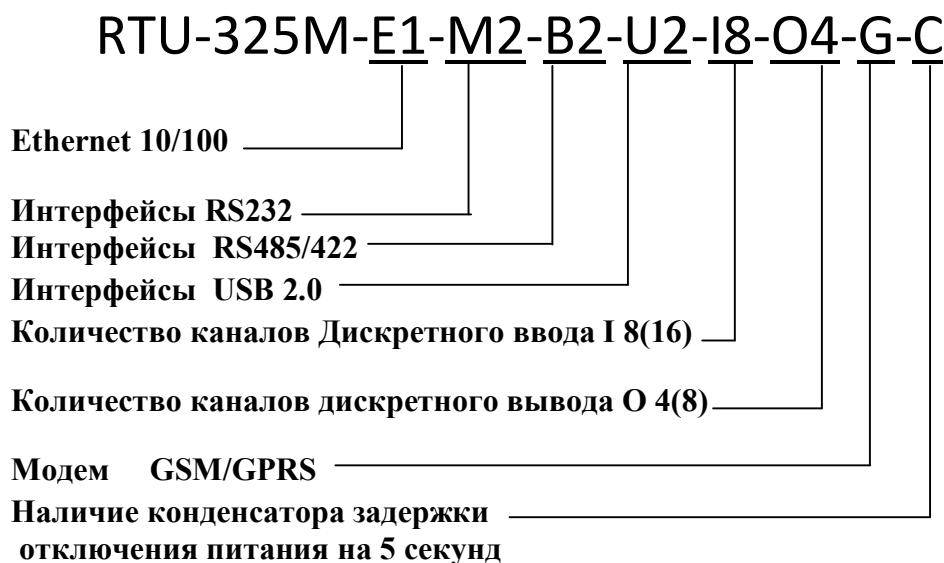 RTU-325M-E1-M2-B2-U2-I8-O4-G-C
Ethernet 10/100
Интерфейсы RS232
Интерфейсы RS485/422
Интерфейсы USB 2.0
Количество каналов Дискретного ввода I 8(16)
Количество каналов дискретного вывода О 4(8)
Модем GSM/GPRS
Наличие конденсатора задержки
отключения питания на 5 секунд